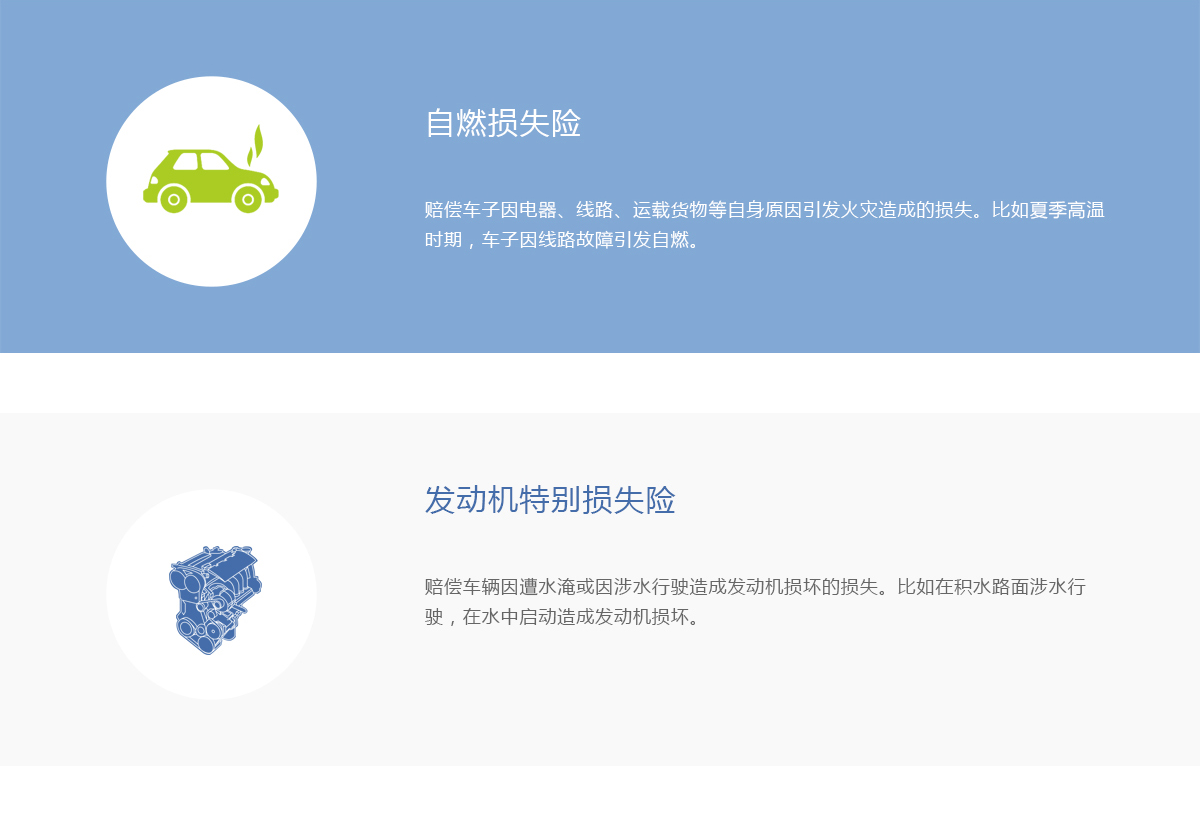 自燃损失险
赔偿车子因电器、线路、运载货物等自身原因引发火灾造成的损失。比如夏季高温
时期，车子因线路故障引发自燃。
发动机特别损失险
赔偿车辆因遭水淹或因涉水行驶造成发动机损坏的损失。比如在积水路面涉水行
驶，在水中启动造成发动机损坏。